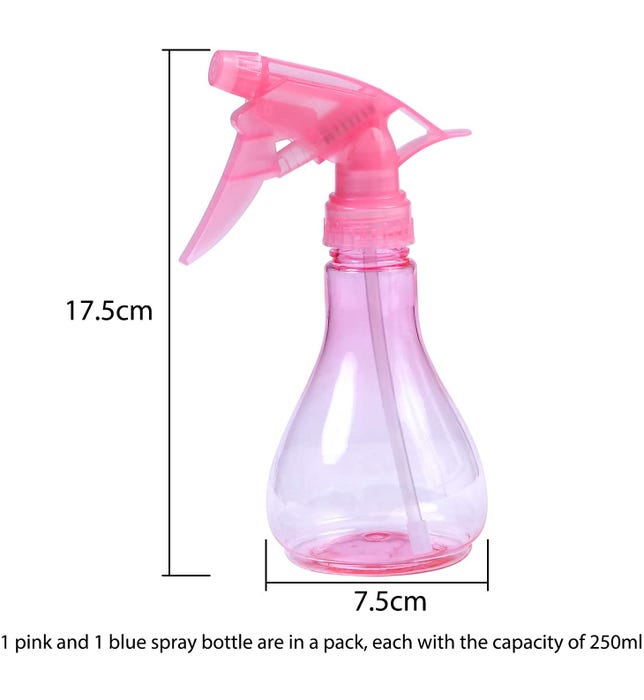 17.5cm
7.5cm
1 pink and 1 blue spray bottle are in a pack, each with the capacity of 250ml